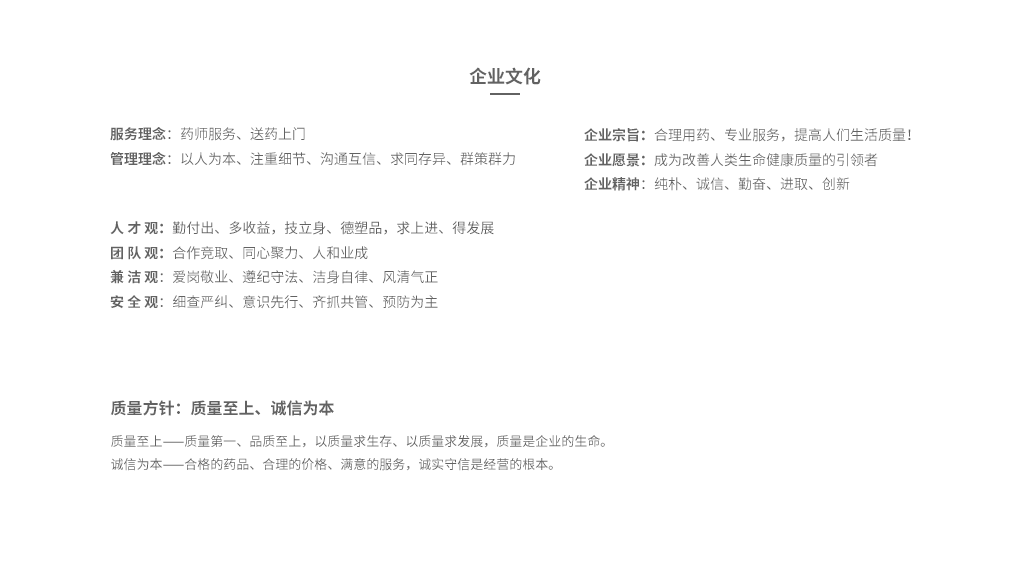 企业文化
服务理念：药师服务、送药上门
管理理念：以人为本、注重细节、沟通互信、求同存异、群策群力
企业宗旨：合理用药、专业服务，提高人们生活质量！
企业愿景：成为改善人类生命健康质量的引领者
企业精神：纯朴、诚信、勤奋、进取、创新
人 才 观：勤付出、多收益，技立身、德塑品，求上进、得发展
团 队 观：合作竞取、同心聚力、人和业成
兼 洁 观：爱岗敬业、遵纪守法、洁身自律、风清气正
安 全 观：细查严纠、意识先行、齐抓共管、预防为主
质量方针：质量至上、诚信为本
质量至上——质量第一、品质至上，以质量求生存、以质量求发展，质量是企业的生命。
诚信为本——合格的药品、合理的价格、满意的服务，诚实守信是经营的根本。